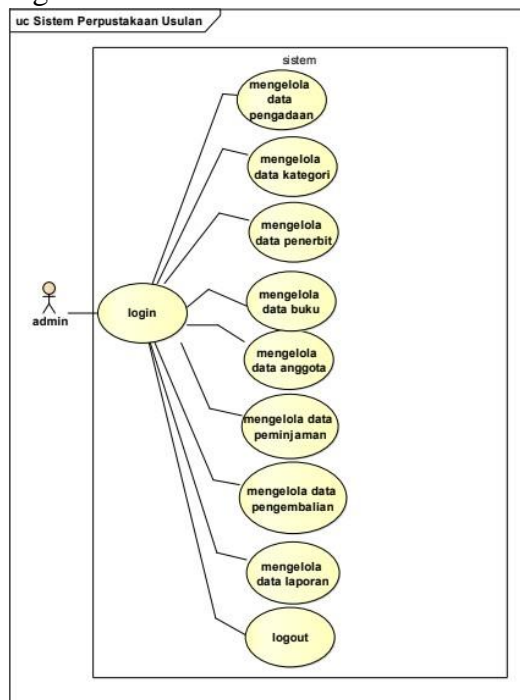 uc Sistem Perpustakaan Usulan
sistem
mengelola
data
pengadaan
mengelola
data kategori
mengelola
data penerbit
admin
login
mengelola
data buku
mengelola
data anggota
mengelola data
peminjaman
mengelola data
pengembalian
mengelola
data laporan
logout